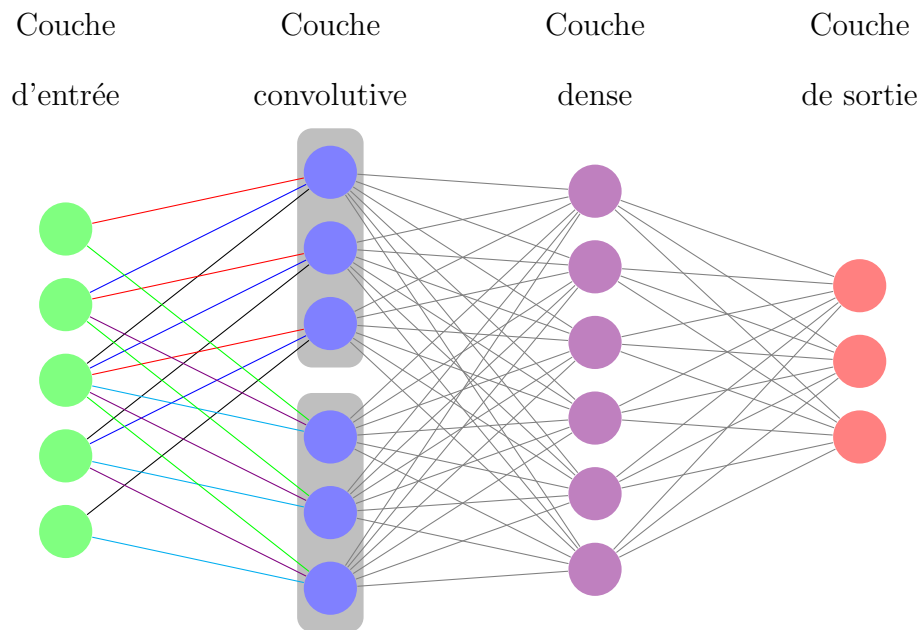 Couche
d'entrée
Couche
convolutive
Couche
dense
Couche
de sortie